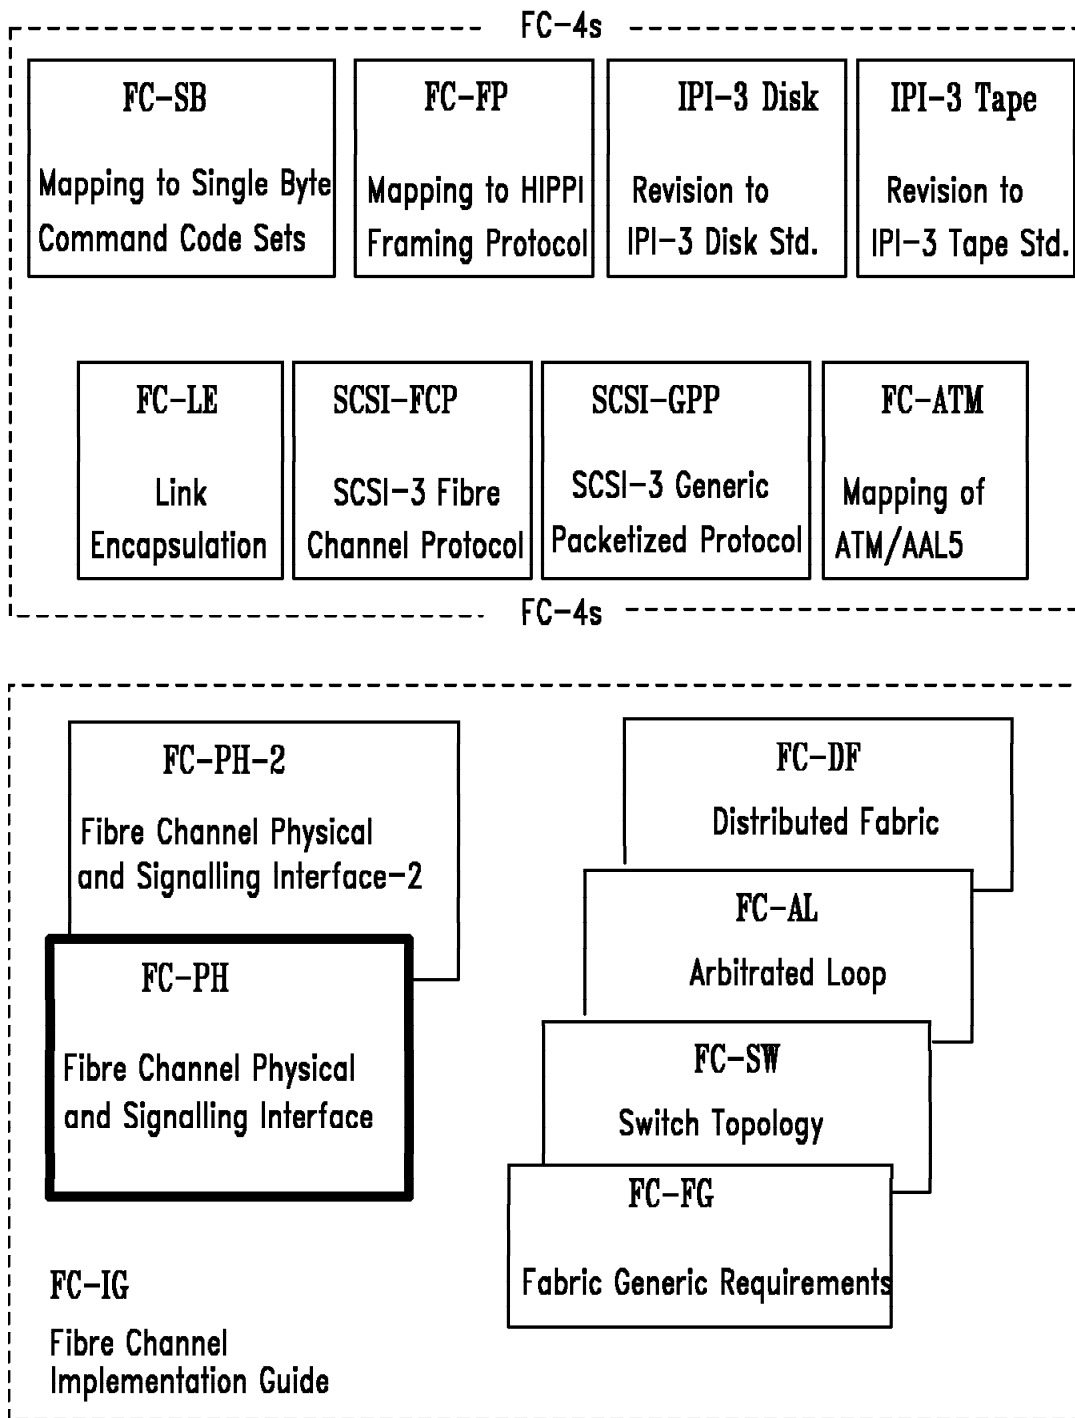 FC-4s
FC-SB
Mapping to Single Byte
Command Code Sets
FC-FP
Mapping to HIPPI
Framing Protocol
IPI-3 Disk
Revision to
IPI-3 Disk Std.
IPI-3 Tape
Revision to
IPI-3 Tape Std.
FC-LE
Link
Encapsulation
SCSI-FCP
SCSI-3 Fibre
Channel Protocol
SCSI-GPP
SCSI-3 Generic
Packetized Protocol
FC-ATM
Mapping of
ATM/AAL5
FC-4s
FC-PH-2
Fibre Channel Physical
and Signalling Interface-2
FC-PH
Fibre Channel Physical
and Signalling Interface
FC-DF
Distributed Fabric
FC-AL
Arbitrated Loop
FC-SW
Switch Topology
FC-FG
Fabric Generic Requirements
FC-IG
Fibre Channel
Implementation Guide